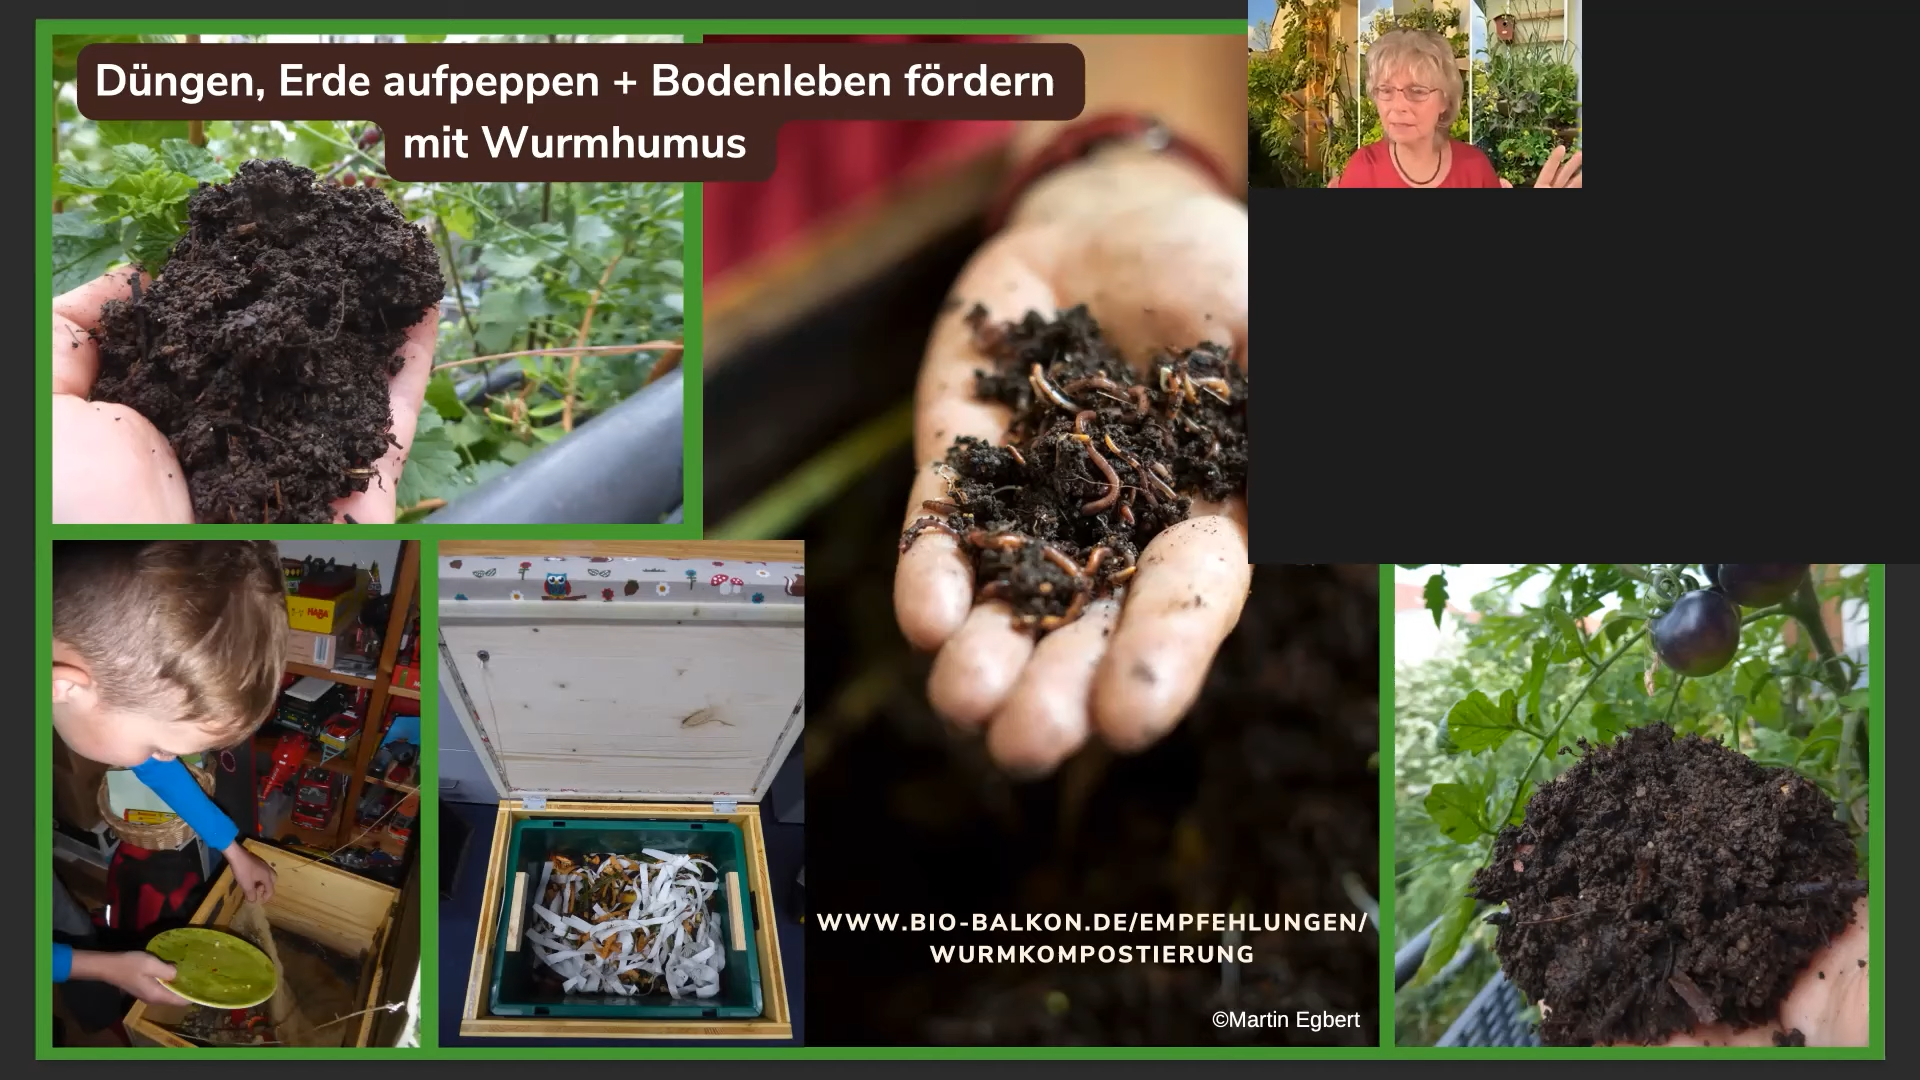 Düngen, Erde aufpeppen + Bodenleben fördern
mit Wurmhumus
HABA
WWW.BIO-BALKON.DE/EMPFEHLUNGEN/
WURMKOMPOSTIERUNG
©Martin Egbert